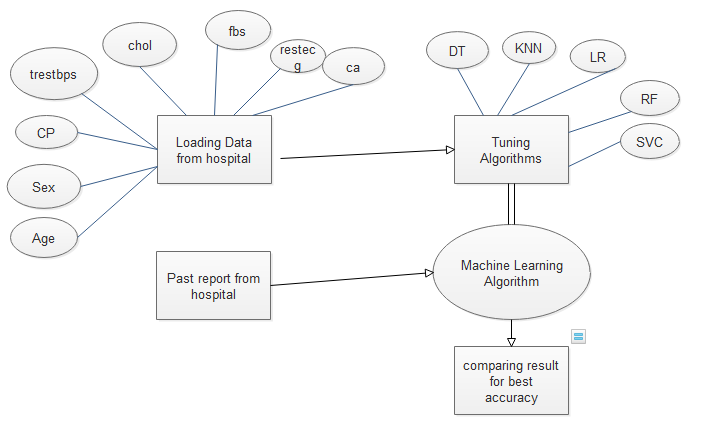 chol
fbs
restec
g
ca
trestbps
CP
Sex
Age
Loading Data
from hospital
DT
KNN
LR
RF
SVC
Tuning
Algorithms
Past report from
hospital
Machine Learning
Algorithm
comparing result
for best
accuracy